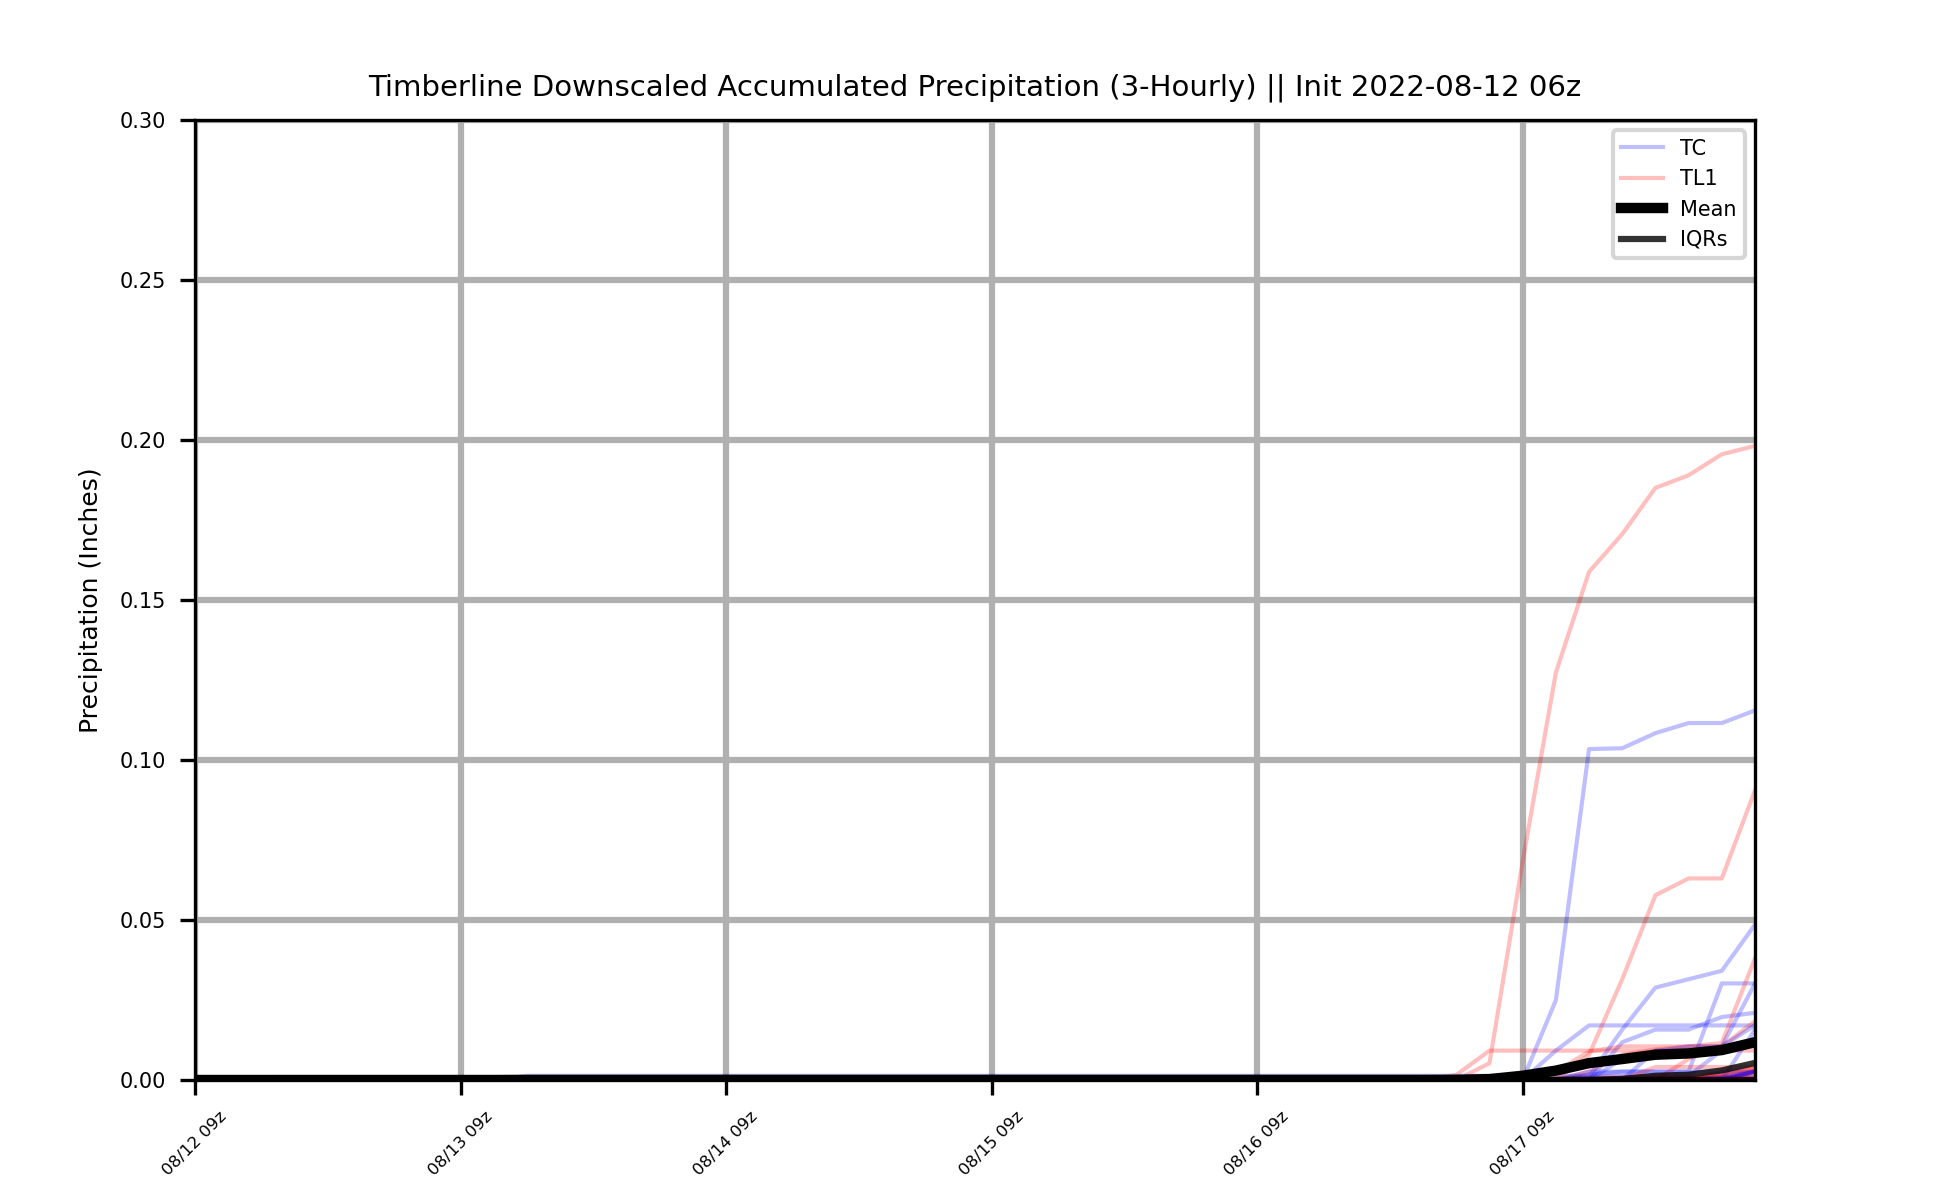 Timberline Downscaled Accumulated Precipitation (3-Hourly) || Init 2022-08-12 06z
0.30
0.25
0.20
0.15
0.10
0.05
0.00
Precipitation (Inches)
TC
TL1
Mean
IQRs
08/12 09z
08/13 09z
08/14 09z
08/15 09z
08/16 09z
08/17 09z